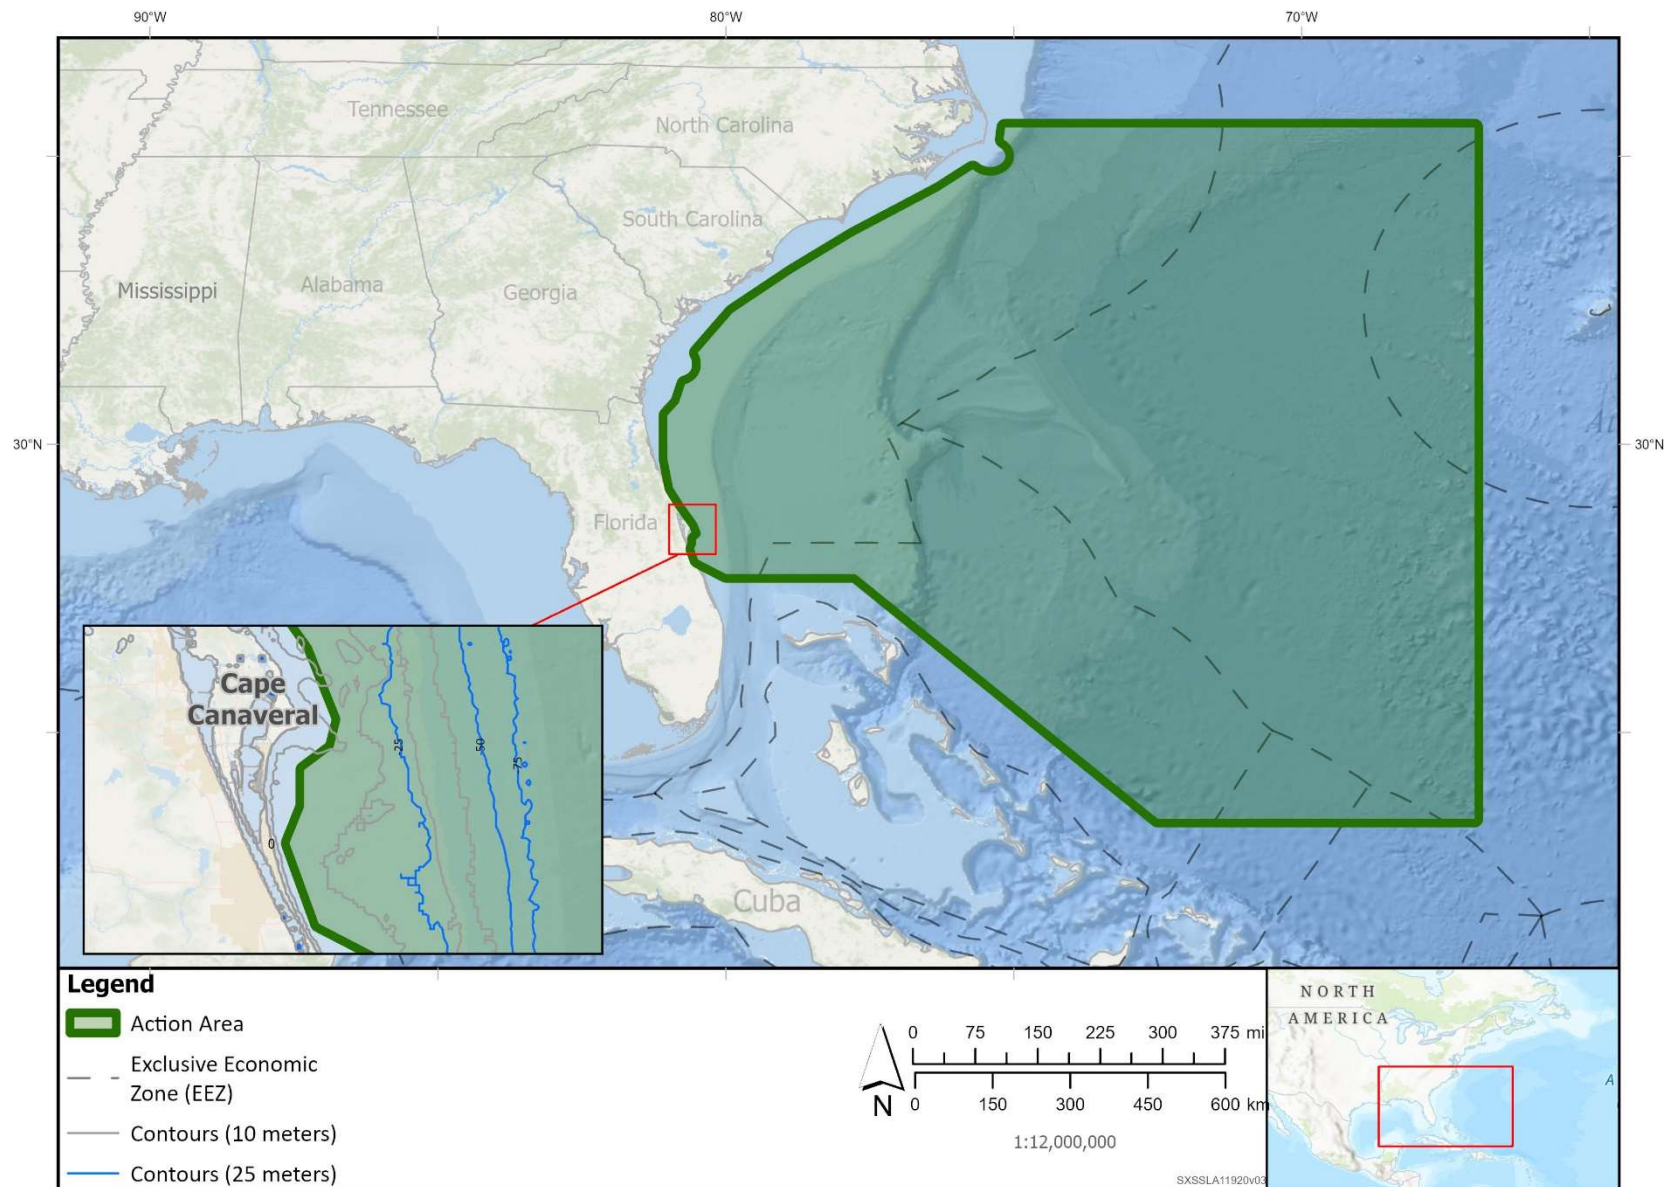 90°W
80°W
70°W
Tennessee
North Carolina
South Carolina
Mississippi
Alabama
Georgia
30°N
30°N
Florida
Cape
Canaveral
-25
-50
-75
0
Cuba
Legend
Action Area
Exclusive Economic
Zone (EEZ)
Contours (10 meters)
Contours (25 meters)
N
0 75 150 225 300 375 mi
0 150 300 450 600 km
1:12,000,000
SXSSLA11920v03
NORTH
AMERICA
A